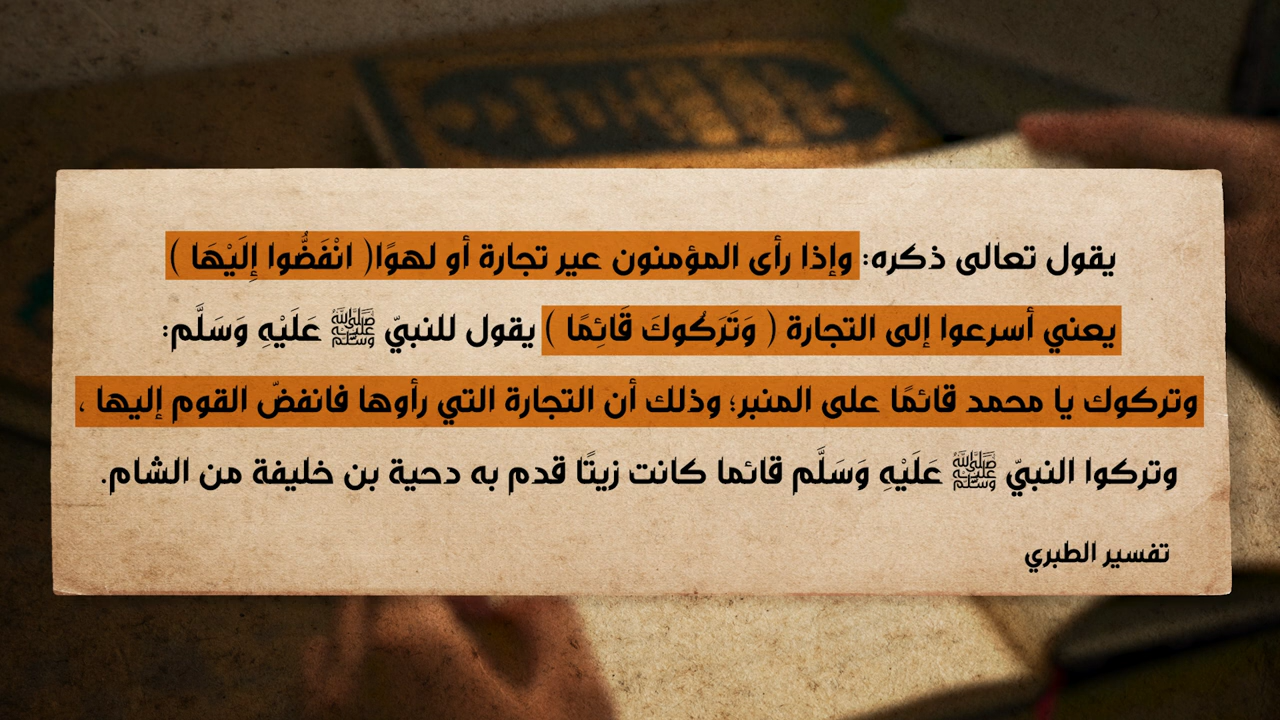 يقول تعالى ذكره: وإذا رأى المؤمنون عير تجارة أو لهوًا( انْفَضُّوا إِلَيْهَا )
يعني أسرعوا إلى التجارة ( وَتَرَكُوكَ قَائِمًا ) يقول للنبيّ ﷺ عَلَيْهِ وَسَلَّم:
وتركوك يا محمد قائمًا على المنبر؛ وذلك أن التجارة التي رأوها فانفضّ القوم إليها ،
وتركوا النبيّ ﷺ عَلَيْهِ وَسَلَّم قائما كانت زيتًا قدم به دحية بن خليفة من الشام.
تفسير الطبري